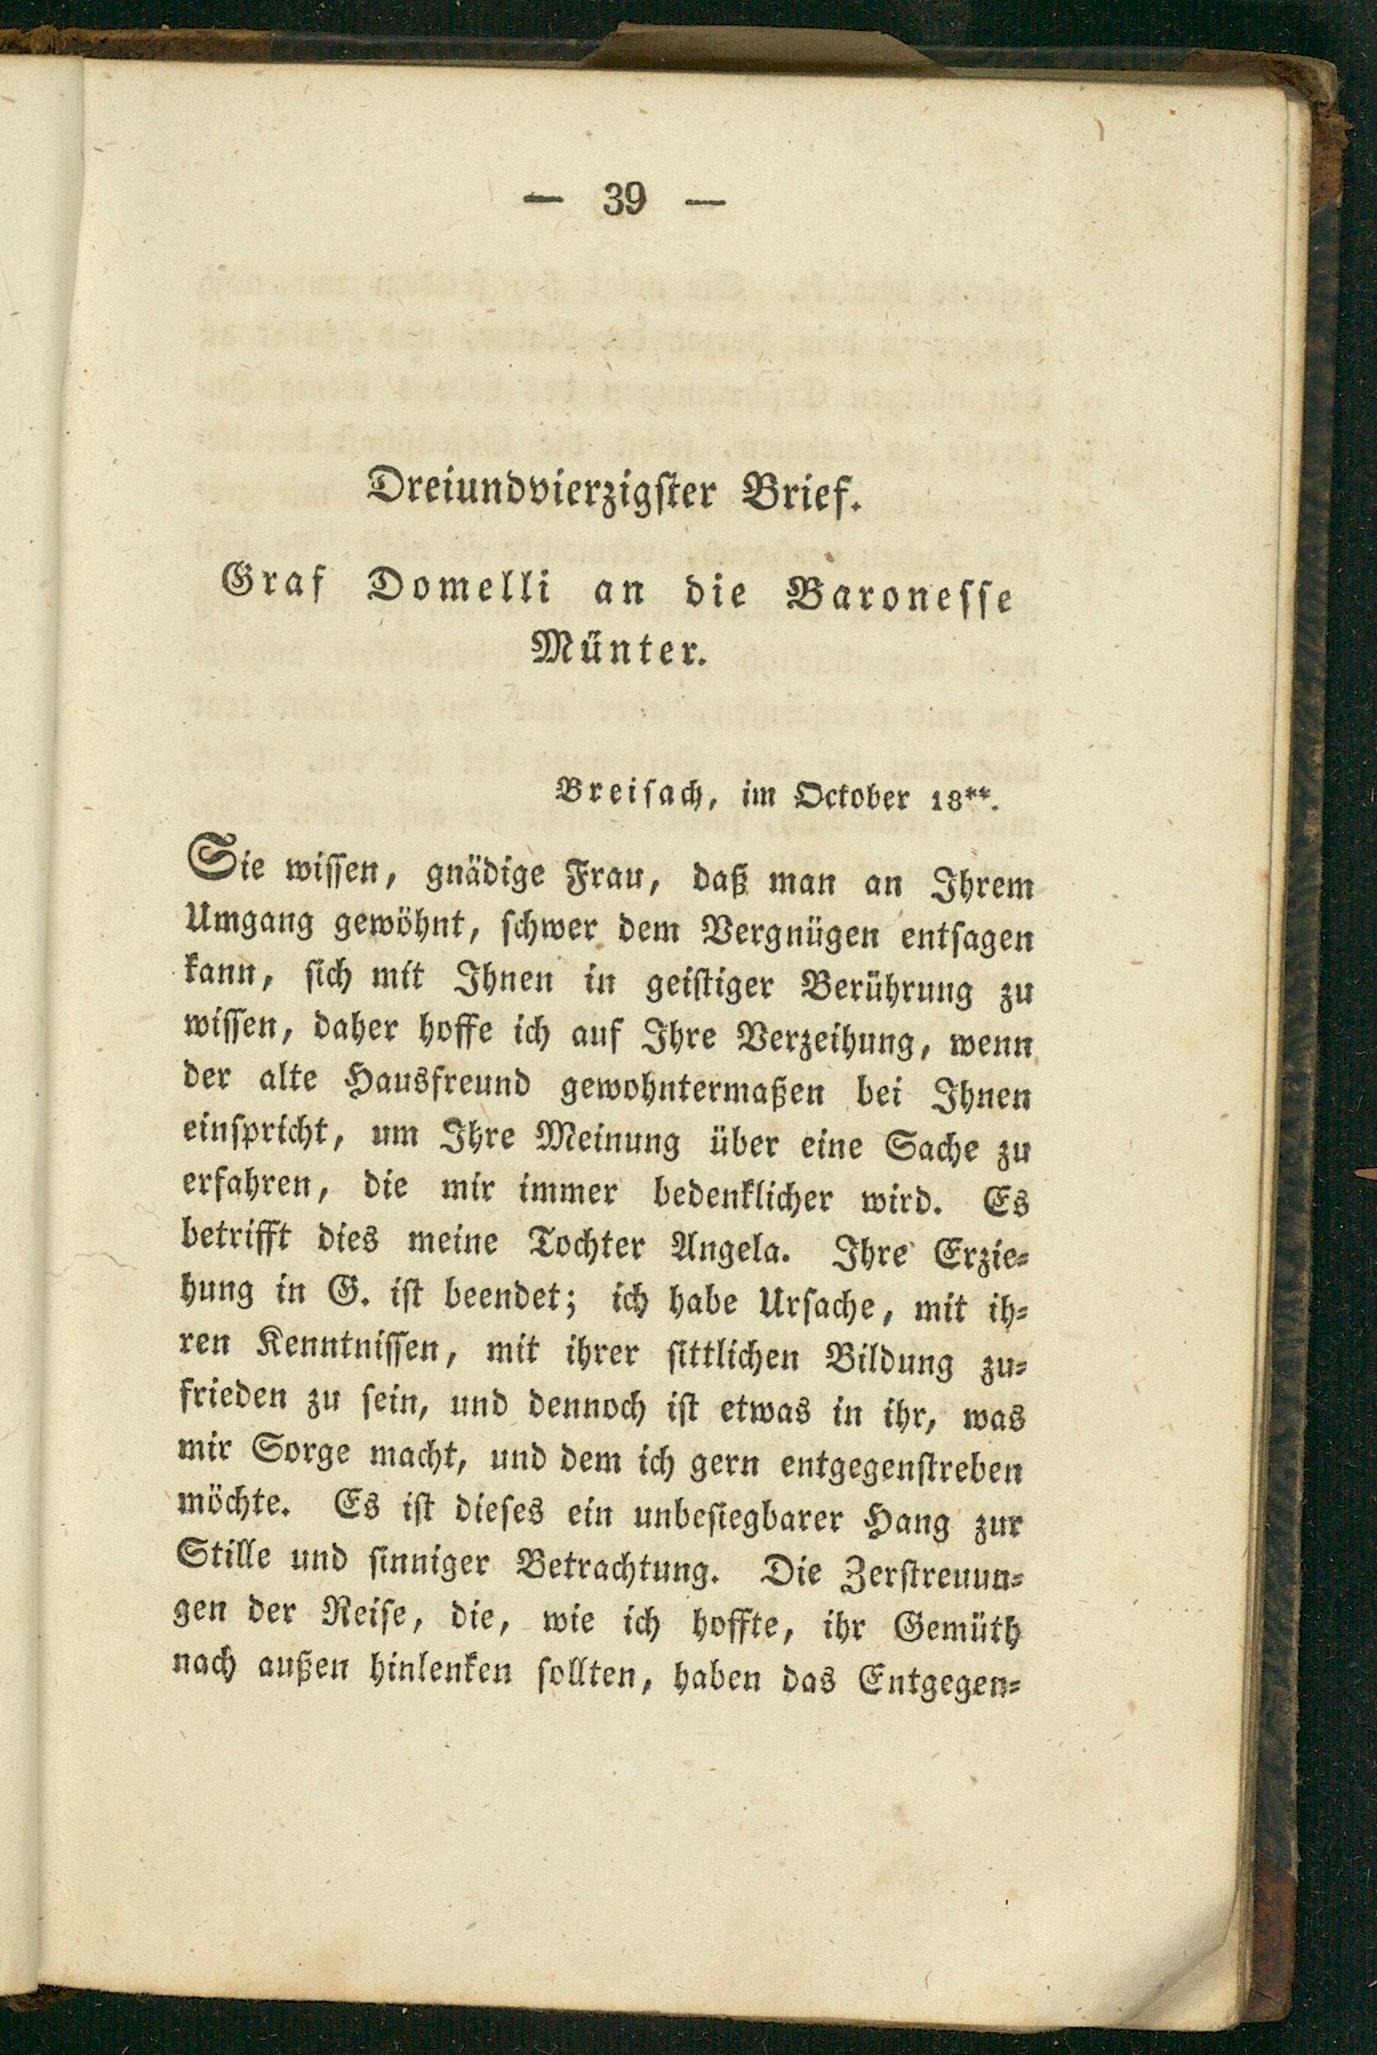 — 39 —
Dreiundvierzigster Brief.
Graf Domelli an die Baronesse
Münter.
Breisach, im October 18**.
Sie wissen, gnädige Frau, daß man an Ihrem
Umgang gewöhnt, schwer dem Vergnügen entsagen
kann, sich mit Ihnen in geistiger Berührung zu
wissen, daher hoffe ich auf Ihre Verzeihung, wenn
der alte Hausfreund gewohntermaßen bei Ihnen
einspricht, um Ihre Meinung über eine Sache zu
erfahren, die mir immer bedenklicher wird. Es
betrifft dies meine Tochter Angela. Ihre Erzie-
hung in G. ist beendet; ich habe Ursache, mit ih-
ren Kenntnissen, mit ihrer sittlichen Bildung zu-
frieden zu sein, und dennoch ist etwas in ihr, was
mir Sorge macht, und dem ich gern entgegenstreben
möchte. Es ist dieses ein unbesiegbarer Hang zur
Stille und sinniger Betrachtung. Die Zerstreuun-
gen der Reise, die, wie ich hoffte, ihr Gemüth
nach außen hinlenken sollten, haben das Entgegen-